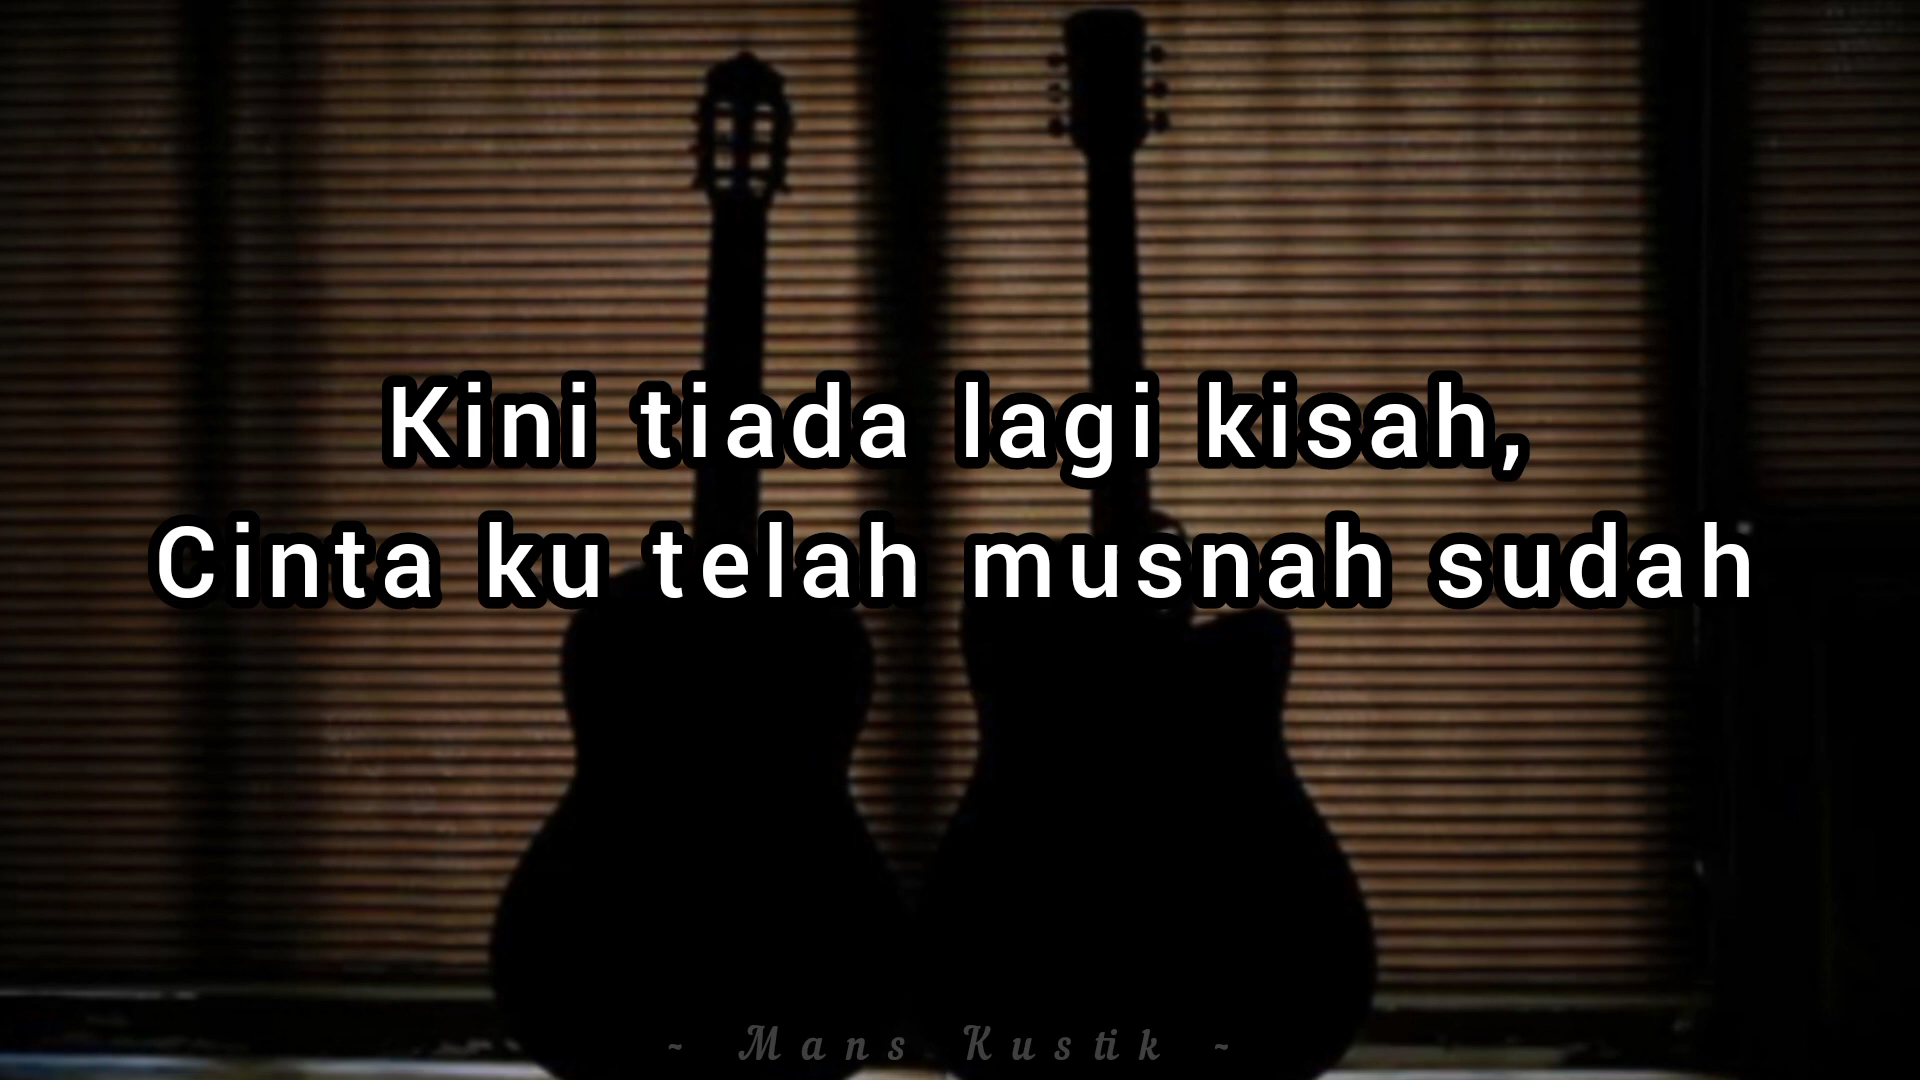 Kini tiada lagi kisah,
Cinta ku telah musnah sudah
~ Mans Kustik ~